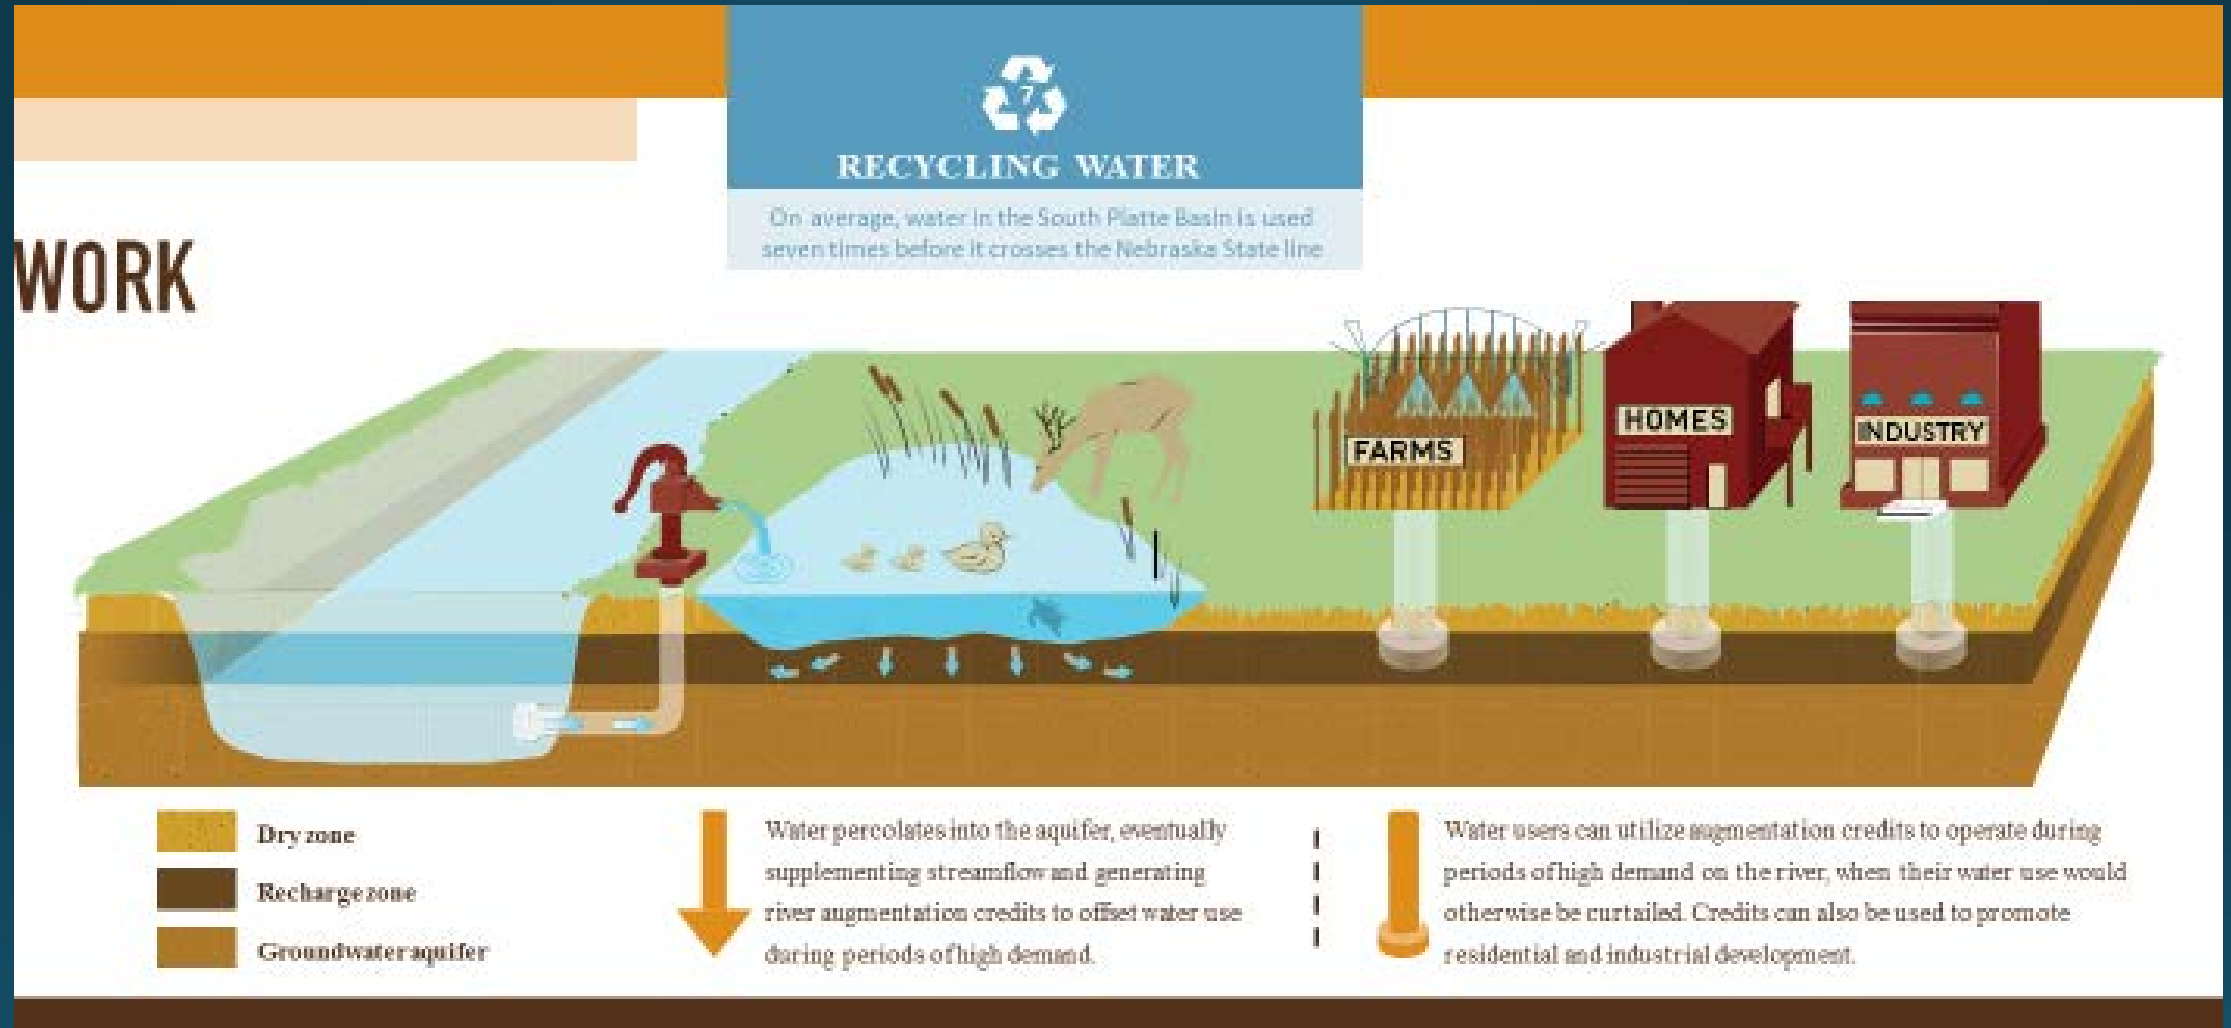 7
RECYCLING WATER
On average, water in the South Platte Basin is used
seven times before it crosses the Nebraska State line
WORK
FARMS
HOMES
INDUSTRY
Dry zone
Recharge zone
Groundwater aquifer
Water percolates into the aquifer, eventually
supplementing streamflow and generating
river augmentation credits to offset water use
during periods of high demand.
Water users can utilize augmentation credits to operate during
periods of high demand on the river, when their water use would
otherwise be curtailed. Credits can also be used to promote
residential and industrial development.